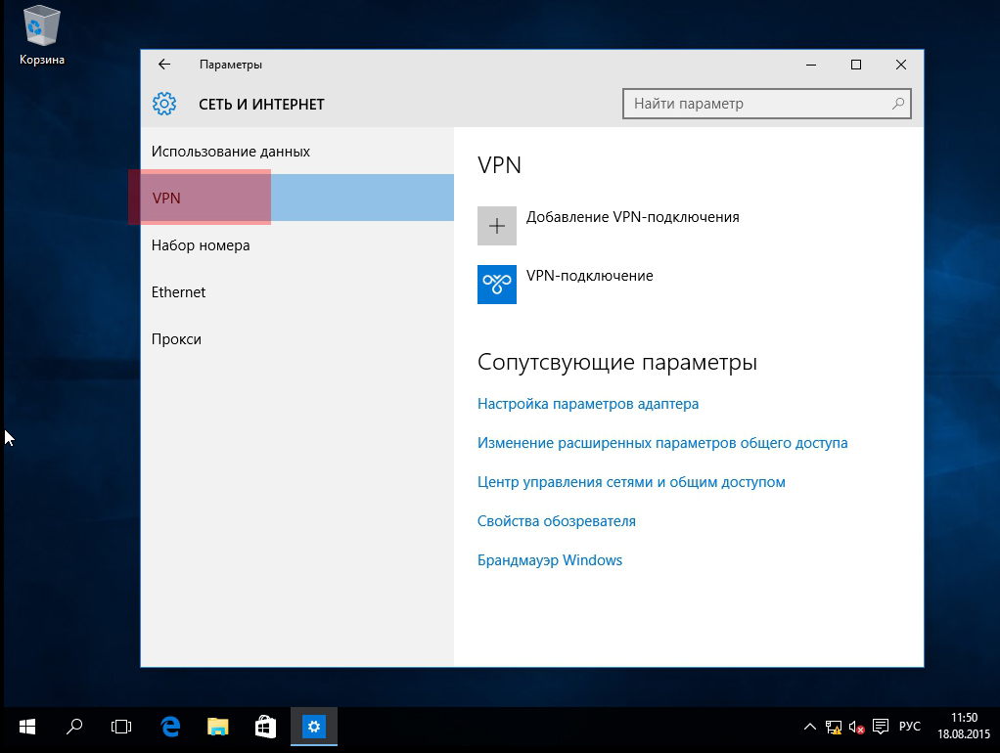 Корзина
Параметры
СЕТЬ И ИНТЕРНЕТ
Найти параметр
Использование данных
VPN
Набор номера
Ethernet
Прокси
VPN
Добавление VPN-подключения
VPN-подключение
Сопутсвующие параметры
Настройка параметров адаптера
Изменение расширенных параметров общего доступа
Центр управления сетями и общим доступом
Свойства обозревателя
Брандмауэр Windows
РУС
11:50
18.08.2015